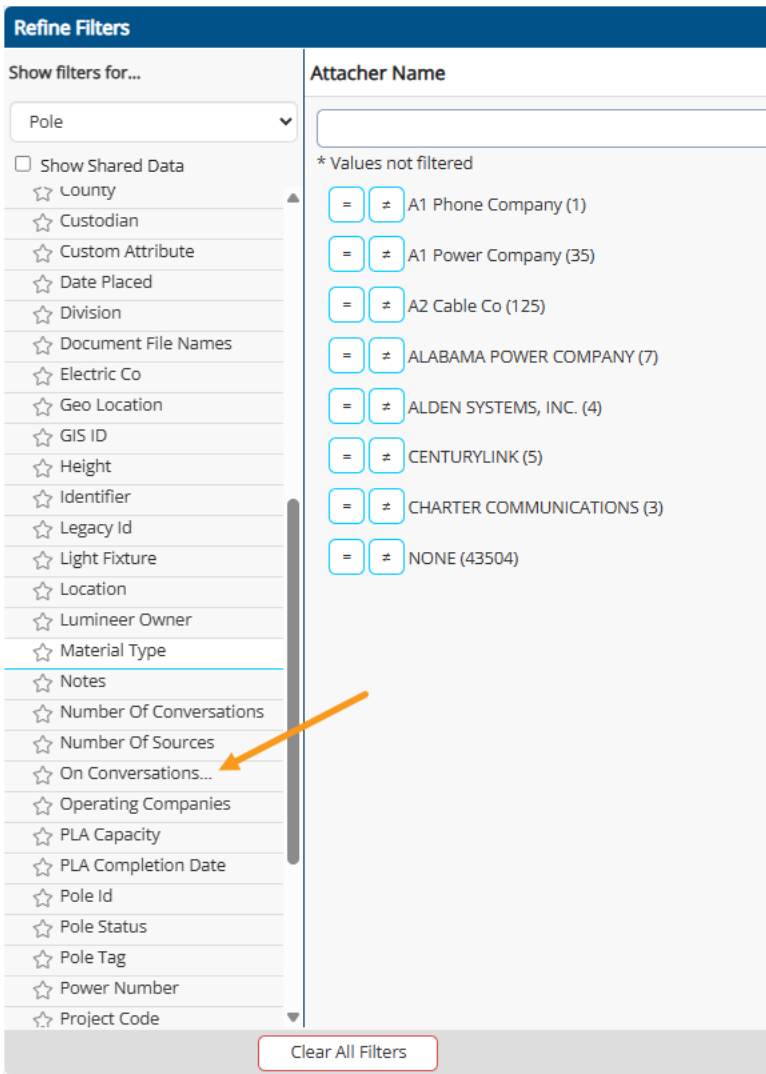 Refine Filters
Show filters for...
Pole
Show Shared Data
County
Custodian
Custom Attribute
Date Placed
Division
Document File Names
Electric Co
Geo Location
GIS ID
Height
Identifier
Legacy Id
Light Fixture
Location
Lumineer Owner
Material Type
Notes
Number Of Conversations
Number Of Sources
On Conversations...
Operating Companies
PLA Capacity
PLA Completion Date
Pole Id
Pole Status
Pole Tag
Power Number
Project Code
Attacher Name
* Values not filtered
= ≠ A1 Phone Company (1)
= ≠ A1 Power Company (35)
= ≠ A2 Cable Co (125)
= ≠ ALABAMA POWER COMPANY (7)
= ≠ ALDEN SYSTEMS, INC. (4)
= ≠ CENTURYLINK (5)
= ≠ CHARTER COMMUNICATIONS (3)
= ≠ NONE (43504)
Clear All Filters